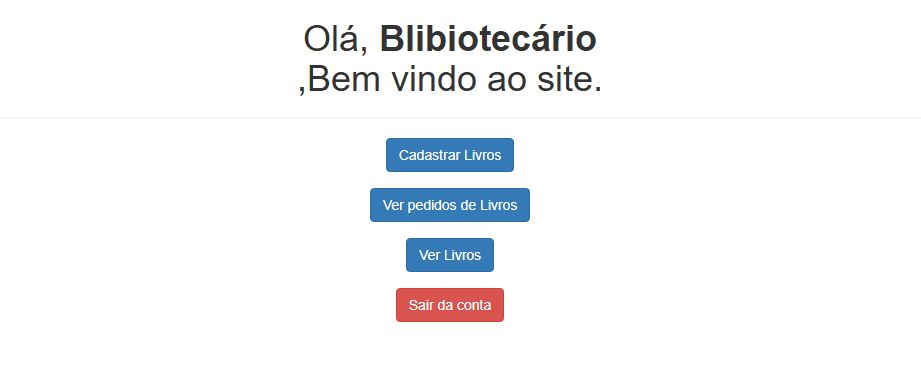 Olá, Blibiotecário
,Bem vindo ao site.
Cadastrar Livros
Ver pedidos de Livros
Ver Livros
Sair da conta